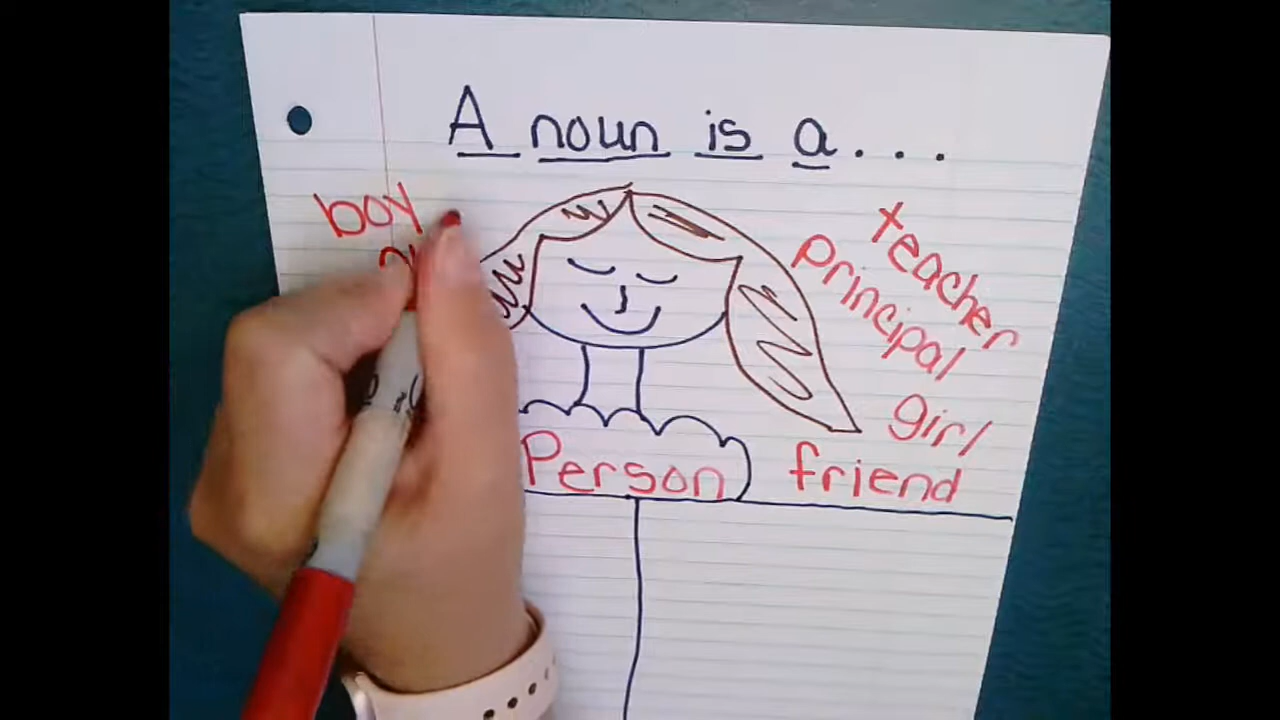 A noun is a...
boy
teacher
principal
girl
friend
Person